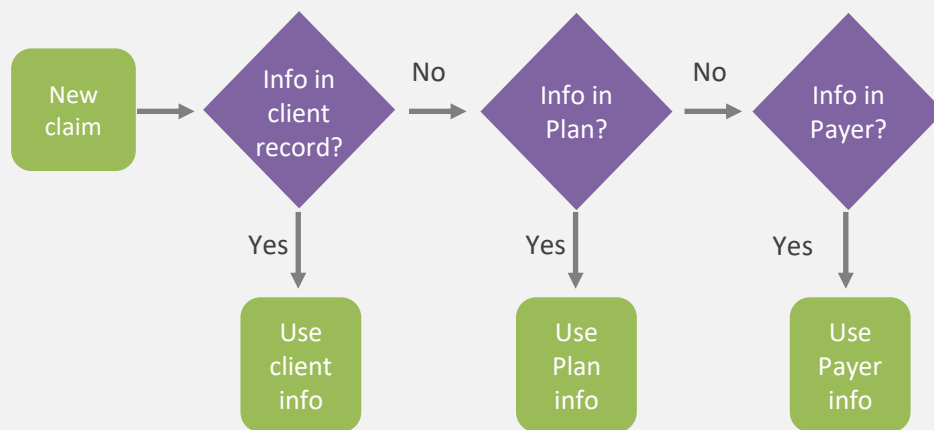 New
claim
Info in
client
record?
No
Info in
Plan?
No
Info in
Payer?
Yes
Yes
Yes
Use
client
info
Use
Plan
info
Use
Payer
info